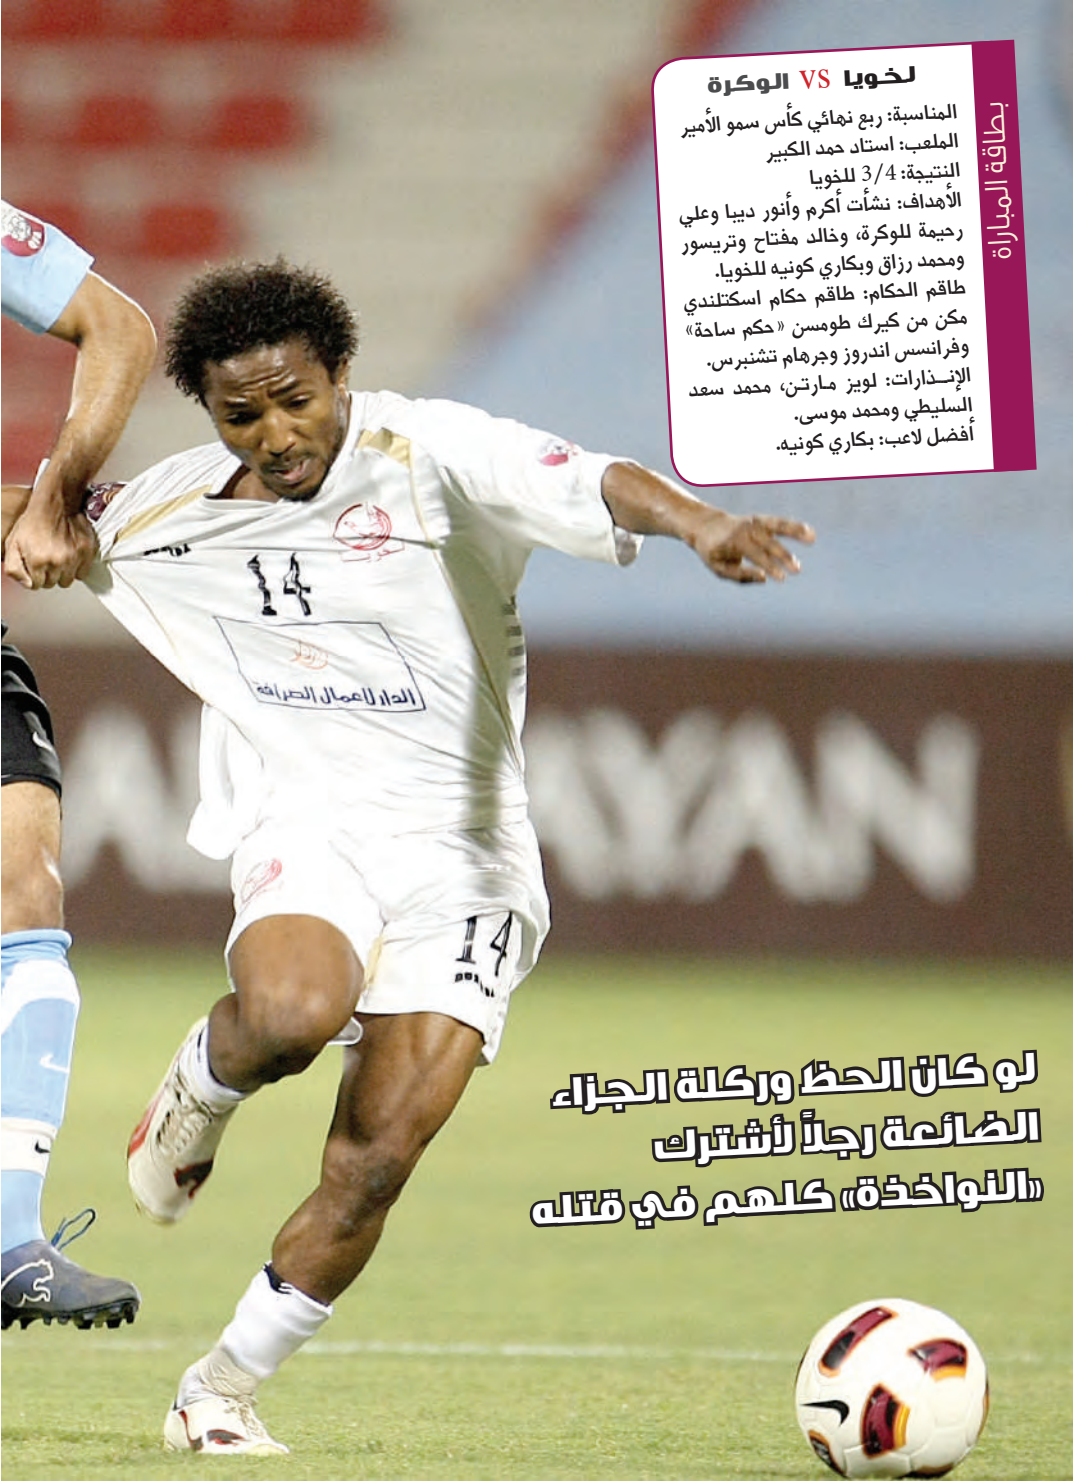 بطاقة المباراة
لخويا VS الوكرة
المناسبة: ربع نهائي كأس سمو الأمير
الملعب: استاد حمد الكبير
النتيجة: 3/4 للخويا
الأهداف: نشأت أكرم وأنور ديبا وعلي
رحيمة للوكرة، وخالد مفتاح وتريسور
ومحمد رزاق وبكاري كونيه للخويا.
طاقم الحكام: طاقم حكام اسكتلندي
مكن من كيرك طومسن «حكم ساحة»
وفرانسس اندروز وجرهام تشنبرس.
الإنــذارات: لويز مـارتـن، محمد سعد
السليطي ومحمد موسى.
أفضل لاعب: بكاري كونيه.
14
الدار لاعمال الصرافة
AYAN
14
لو كان الحظ وركلة الجزاء
الضائعة رجلاً لأشترك
«النواخذة» كلهم في قتله